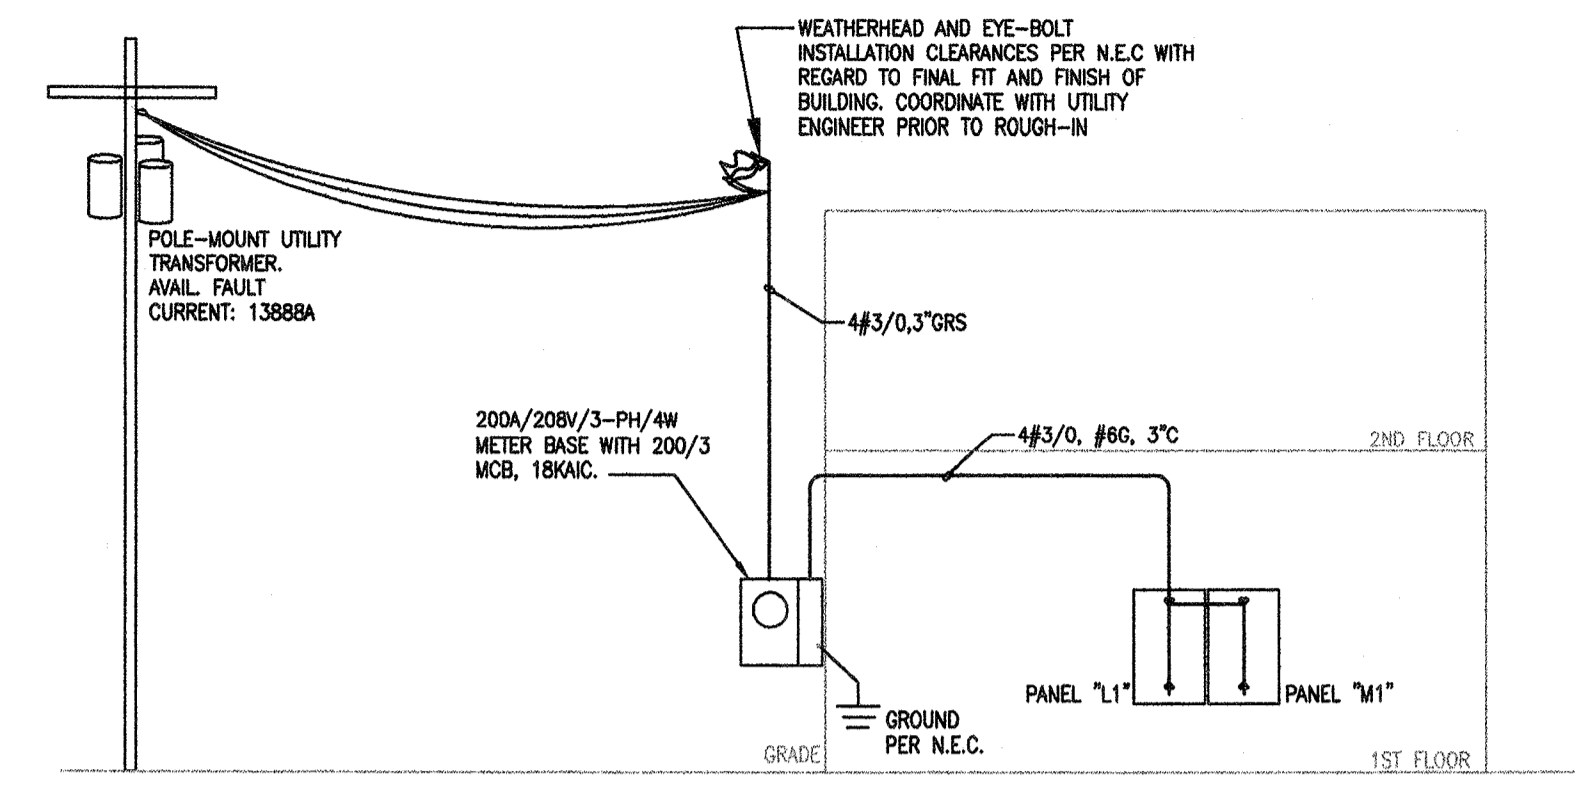 WEATHERHEAD AND EYE-BOLT
INSTALLATION CLEARANCES PER N.E.C WITH
REGARD TO FINAL FIT AND FINISH OF
BUILDING. COORDINATE WITH UTILITY
ENGINEER PRIOR TO ROUGH-IN
POLE-MOUNT UTILITY
TRANSFORMER.
AVAIL. FAULT
CURRENT: 13888A
4#3/0,3"GRS
200A/208V/3-PH/4W
METER BASE WITH 200/3
MCB, 18KAIC.
4#3/0, #6G, 3"C
2ND FLOOR
PANEL "L1"
PANEL "M1"
GROUND
PER N.E.C.
GRADE
1ST FLOOR